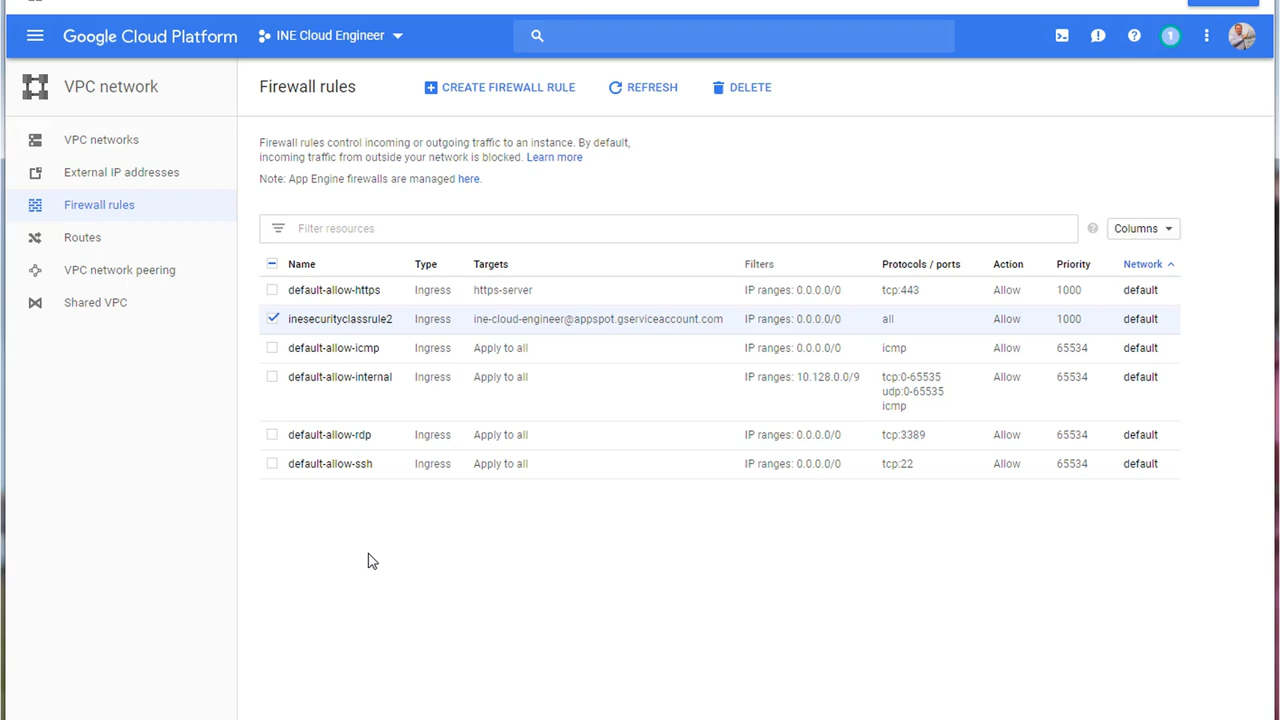 Google Cloud Platform
INE Cloud Engineer
1
VPC network
Firewall rules
CREATE FIREWALL RULE
REFRESH
DELETE
VPC networks
External IP addresses
Firewall rules
Routes
VPC network peering
Shared VPC
Firewall rules control incoming or outgoing traffic to an instance. By default,
incoming traffic from outside your network is blocked. Learn more
Note: App Engine firewalls are managed here.
Filter resources
Columns
Name Type Targets Filters Protocols / ports Action Priority Network
default-allow-https Ingress https-server IP ranges: 0.0.0.0/0 tcp:443 Allow 1000 default
inesecurityclassrule2 Ingress ine-cloud-engineer@appspot.gserviceaccount.com IP ranges: 0.0.0.0/0 all Allow 1000 default
default-allow-icmp Ingress Apply to all IP ranges: 0.0.0.0/0 icmp Allow 65534 default
default-allow-internal Ingress Apply to all IP ranges: 10.128.0.0/9 tcp:0-65535 Allow 65534 default
udp:0-65535
icmp
default-allow-rdp Ingress Apply to all IP ranges: 0.0.0.0/0 tcp:3389 Allow 65534 default
default-allow-ssh Ingress Apply to all IP ranges: 0.0.0.0/0 tcp:22 Allow 65534 default